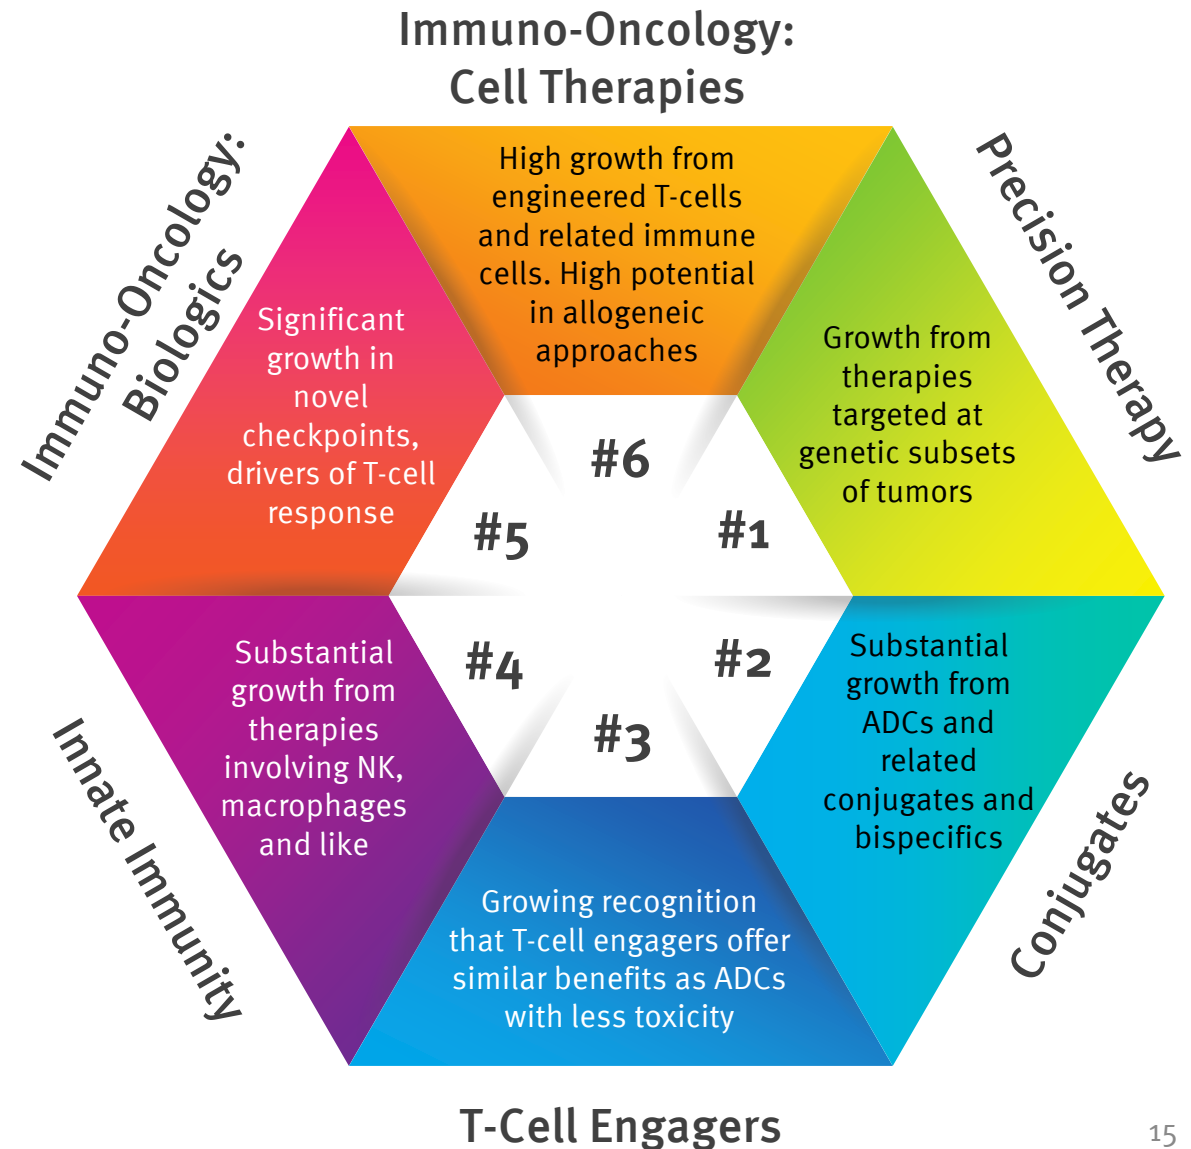 Immuno-Oncology:
Cell Therapies
High growth from
engineered T-cells
and related immune
cells. High potential
in allogeneic
approaches
#6
Precision Therapy
Growth from
therapies
targeted at
genetic subsets
of tumors
#1
Conjugates
Substantial
growth from
ADCs and
related
conjugates and
bispecifics
#2
T-Cell Engagers
Growing recognition
that T-cell engagers offer
similar benefits as ADCs
with less toxicity
#3
Innate Immunity
Substantial
growth from
therapies
involving NK,
macrophages
and like
#4
Immuno-Oncology:
Biologics
Significant
growth in
novel
checkpoints,
drivers of T-cell
response
#5
15